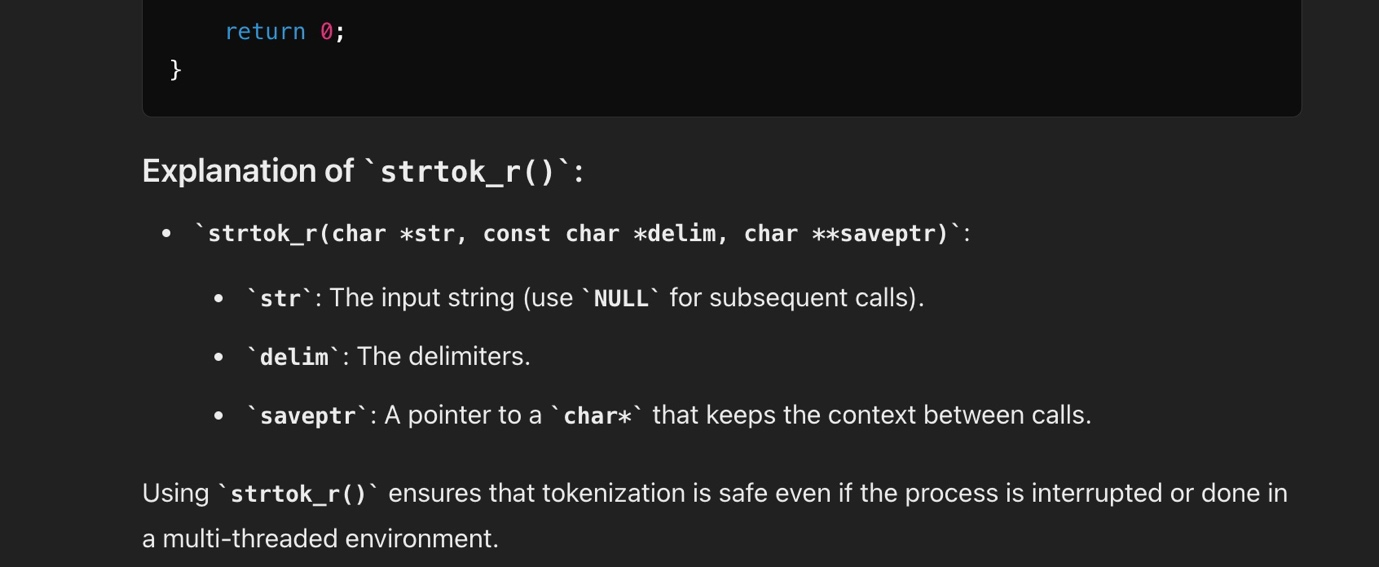 return 0;
}
Explanation of `strtok_r()`:
• `strtok_r(char *str, const char *delim, char **saveptr)`:
• `str`: The input string (use `NULL` for subsequent calls).
• `delim`: The delimiters.
• `saveptr`: A pointer to a `char*` that keeps the context between calls.
Using `strtok_r()` ensures that tokenization is safe even if the process is interrupted or done in
a multi-threaded environment.